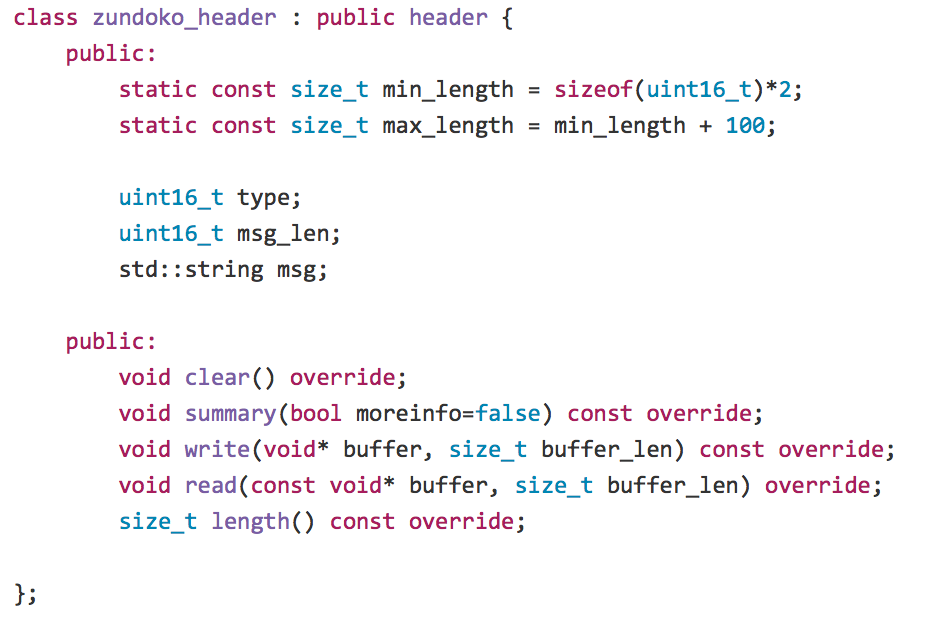 class zundoko_header : public header {
    public:
        static const size_t min_length = sizeof(uint16_t)*2;
        static const size_t max_length = min_length + 100;

        uint16_t type;
        uint16_t msg_len;
        std::string msg;

    public:
        void clear() override;
        void summary(bool moreinfo=false) const override;
        void write(void* buffer, size_t buffer_len) const override;
        void read(const void* buffer, size_t buffer_len) override;
        size_t length() const override;

};